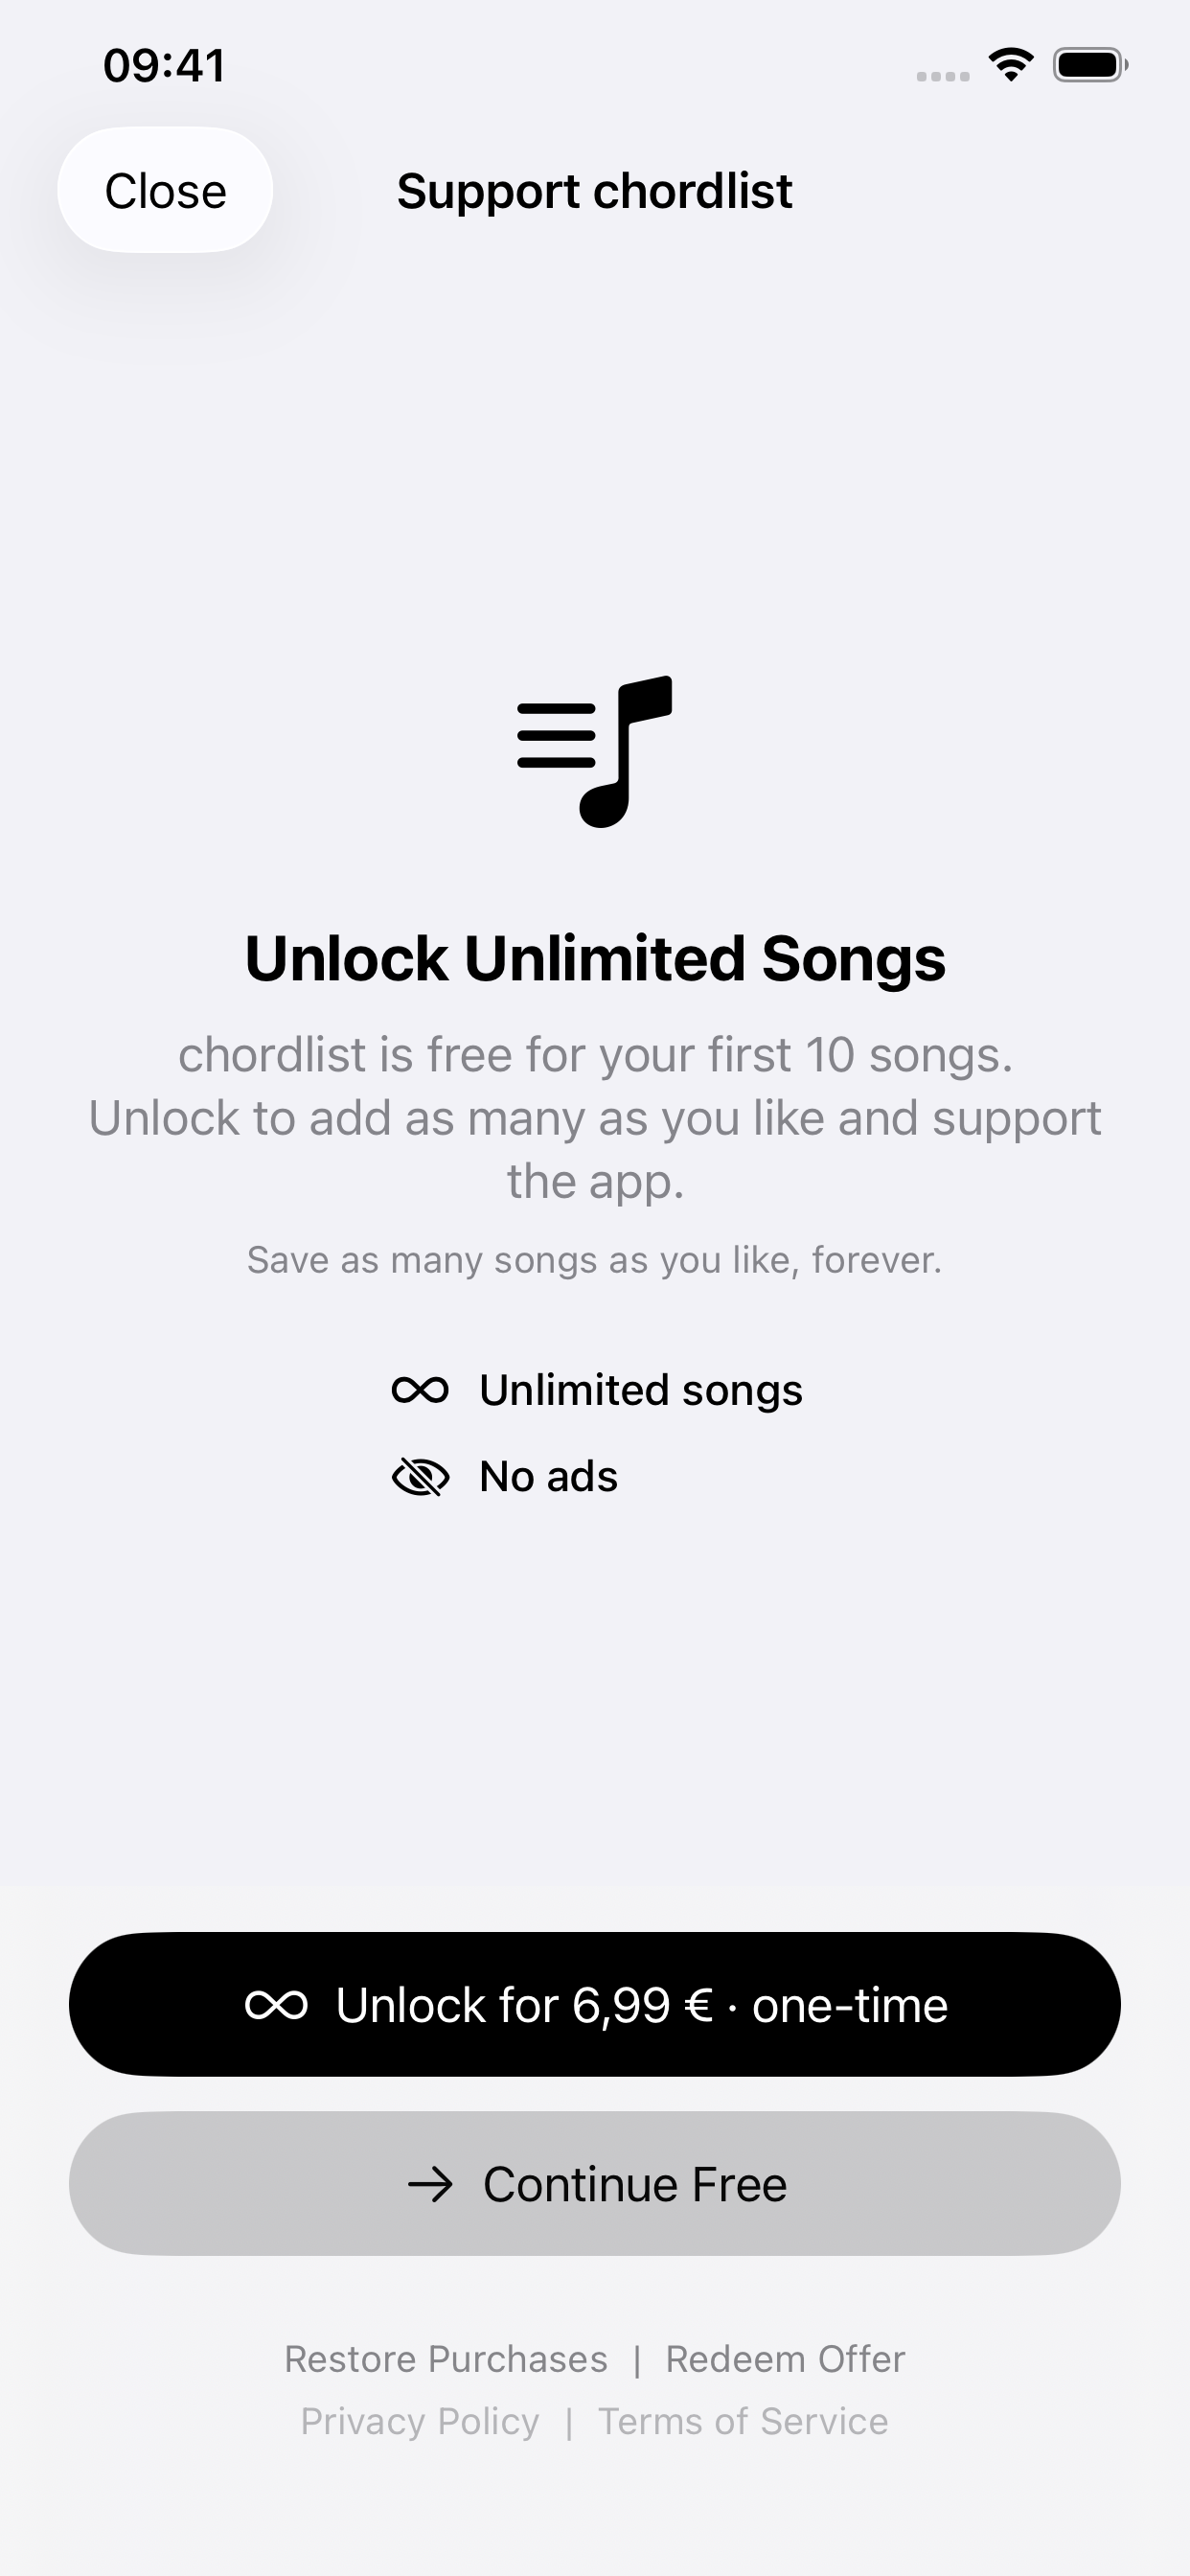 09:41
Close
Support chordlist
Unlock Unlimited Songs
chordlist is free for your first 10 songs.
Unlock to add as many as you like and support
the app.
Save as many songs as you like, forever.
Unlimited songs
No ads
Unlock for 6,99 € · one-time
Continue Free
Restore Purchases | Redeem Offer
Privacy Policy | Terms of Service